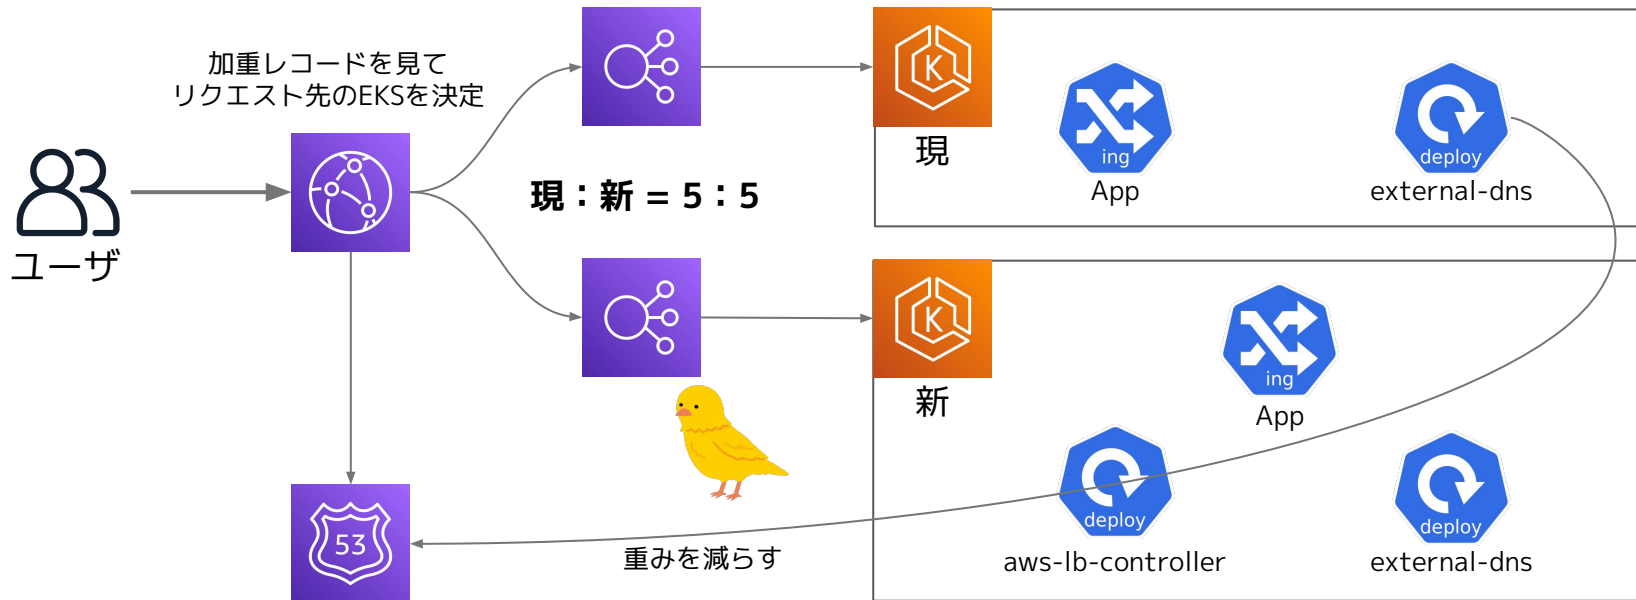 加重レコードを見て
リクエスト先のEKSを決定
ユーザ
現：新 = 5：5
K
現
ing
App
deploy
external-dns
K
新
ing
App
deploy
aws-lb-controller
deploy
external-dns
53
重みを減らす